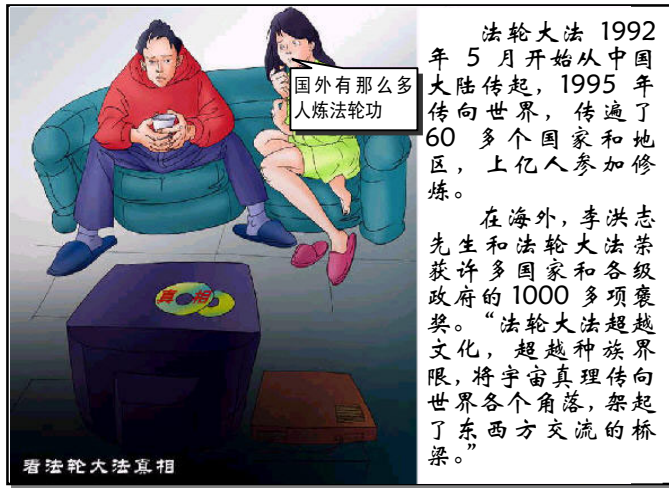 国外有那么多
人炼法轮功
真相
看法轮大法真相
法轮大法 1992
年 5 月开始从中国
大陆传起，1995 年
传向世界，传遍了
60 多个国家和地
区，上亿人参加修
炼。
在海外，李洪志
先生和法轮大法荣
获许多国家和各级
政府的 1000 多项褒
奖。“法轮大法超越
文化，超越种族界
限，将宇宙真理传向
世界各个角落，架起
了东西方交流的桥
梁。”